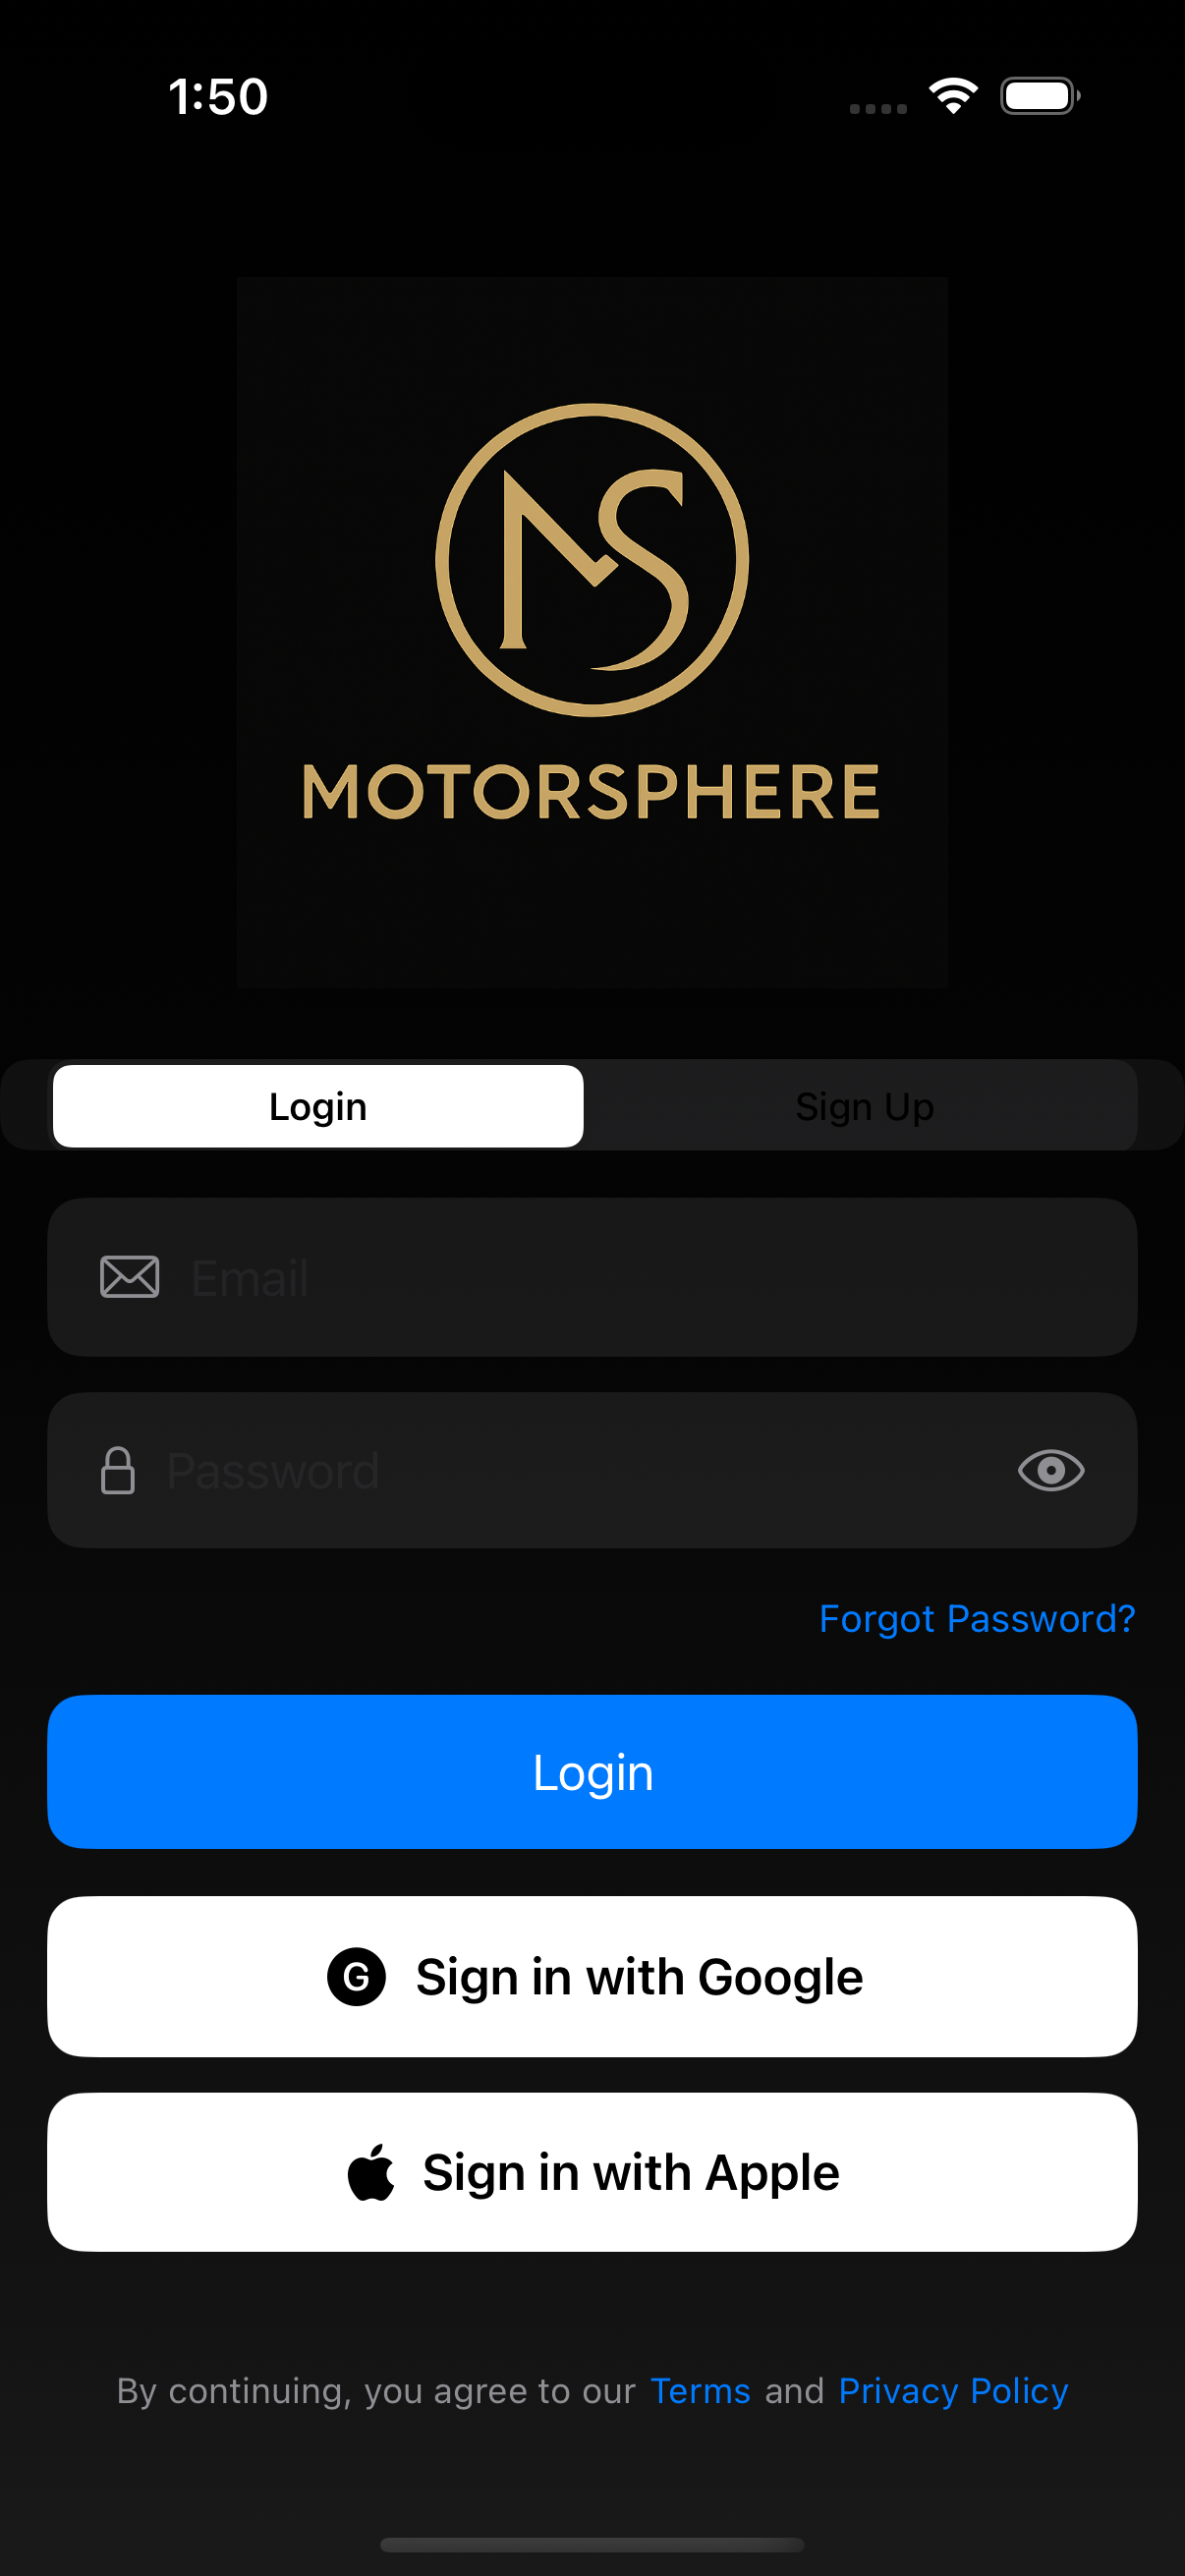 1:50
MS
MOTORSPHERE
Login
Sign Up
Email
Password
Forgot Password?
Login
G Sign in with Google
Sign in with Apple
By continuing, you agree to our Terms and Privacy Policy